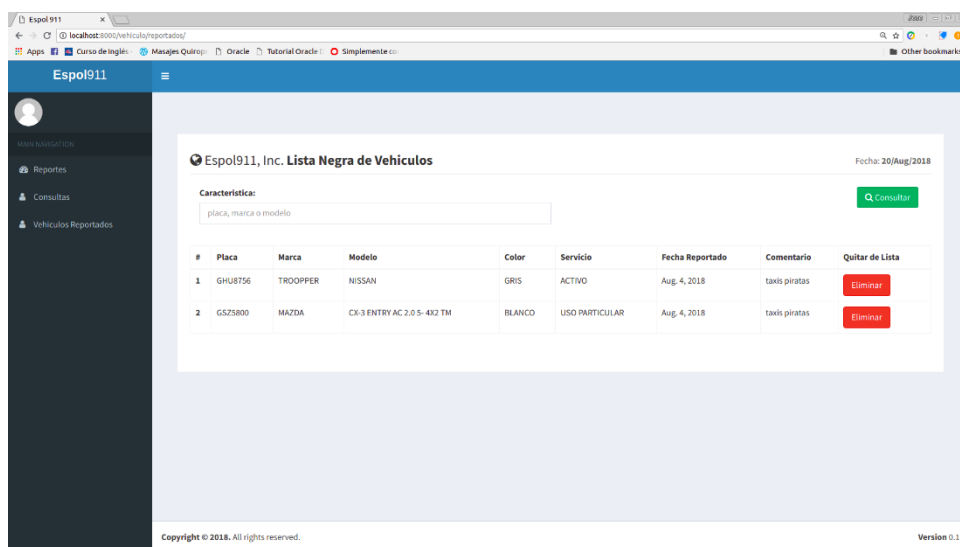 Espol 911
localhost:8000/vehiculo/reportados/
Apps Curso de Inglés - Masajes Quirop Oracle Tutorial Oracle Simplemente co Other bookmarks
Espol911
MAIN NAVIGATION
Reportes
Consultas
Vehiculos Reportados
Espol911, Inc. Lista Negra de Vehiculos
Fecha: 20/Aug/2018
Caracteristica:
placa, marca o modelo
Consultar
# Placa Marca Modelo Color Servicio Fecha Reportado Comentario Quitar de Lista
1 GHU8756 TROOPPER NISSAN GRIS ACTIVO Aug. 4, 2018 taxis piratas Eliminar
2 GSZ5800 MAZDA CX-3 ENTRY AC 2.0 5- 4X2 TM BLANCO USO PARTICULAR Aug. 4, 2018 taxis piratas Eliminar
Copyright © 2018. All rights reserved.
Version 0.1